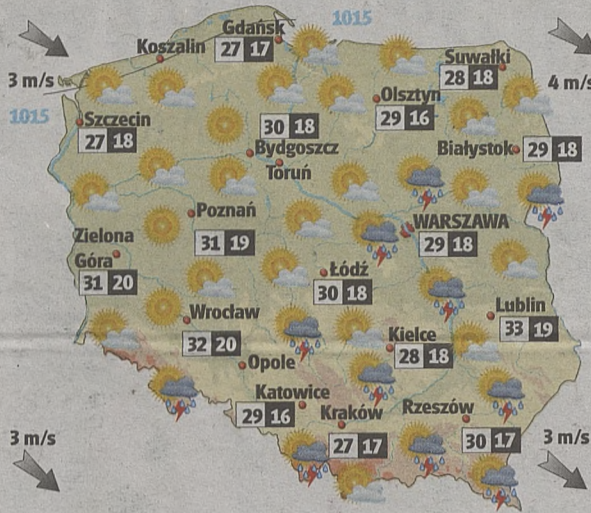 1015
Gdańsk
27 17
Koszalin
Suwałki
28 18
3 m/s
4 m/s
1015
Olsztyn
29 16
Szczecin
27 18
30 18
Bydgoszcz
Białystok 29 18
Toruń
Poznań
31 19
WARSZAWA
29 18
Zielona
Góra
31 20
Łódź
30 18
Wrocław
32 20
Lublin
33 19
Kielce
28 18
Opole
Katowice
29 16
Kraków
27 17
Rzeszów
30 17
3 m/s
3 m/s